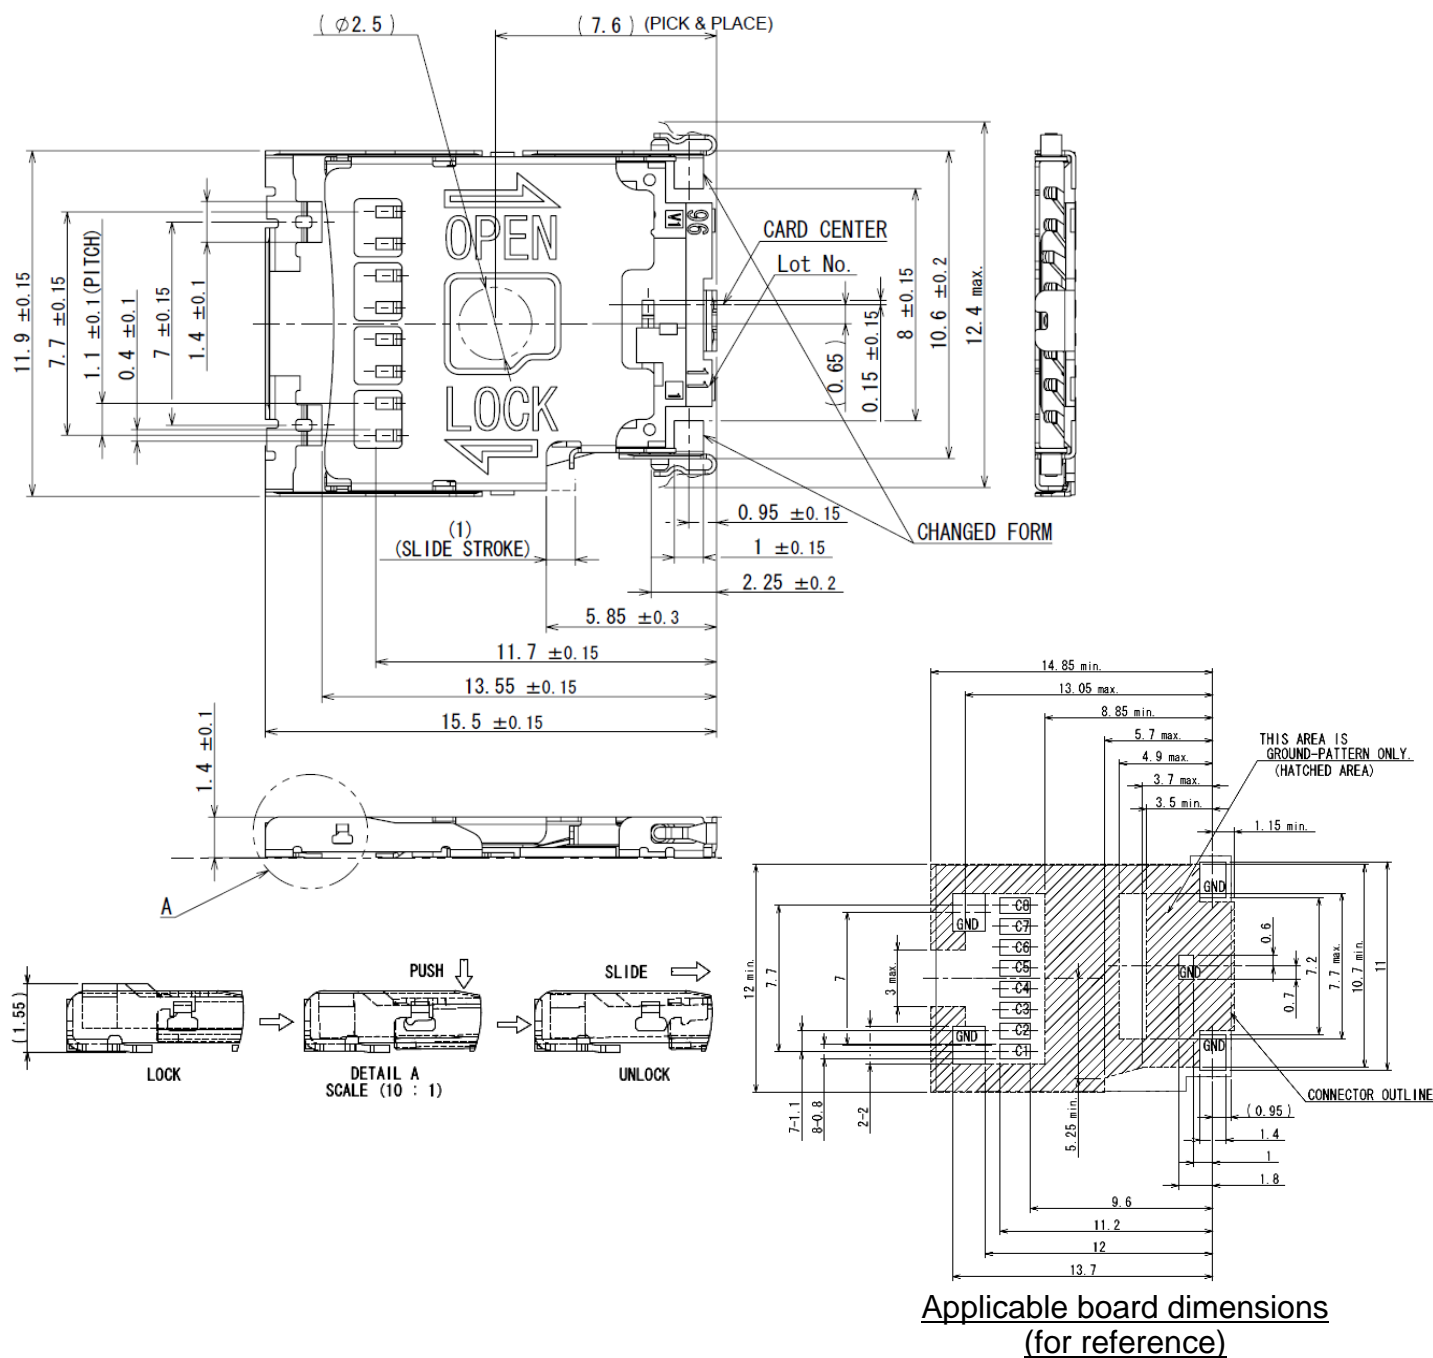 ( φ2.5 )
( 7.6 ) (PICK & PLACE)
OPEN
LOCK
V1
96
1
11
CARD CENTER
Lot No.
11.9 ±0.15
7.7 ±0.15
1.1 ±0.1(PITCH)
0.4 ±0.1
7 ±0.15
1.4 ±0.1
(0.65)
0.15 ±0.15
8 ±0.15
10.6 ±0.2
12.4 max.
0.95 ±0.15
CHANGED FORM
(1)
(SLIDE STROKE)
1 ±0.15
2.25 ±0.2
5.85 ±0.3
11.7 ±0.15
13.55 ±0.15
15.5 ±0.15
1.4 ±0.1
A
(1.55)
PUSH
SLIDE
LOCK
DETAIL A
SCALE (10 : 1)
UNLOCK
14.85 min.
13.05 max.
8.85 min.
5.7 max.
4.9 max.
3.7 max.
3.5 min.
THIS AREA IS
GROUND-PATTERN ONLY.
(HATCHED AREA)
1.15 min.
GND
GND
GND
GND
GND
C8
C7
C6
C5
C4
C3
C2
C1
12 min.
7.7
7
3 max.
0.6
0.7
7.2
7.7 max.
10.7 min.
11
7-1.1
8-0.8
2-2
5.25 min.
CONNECTOR OUTLINE
(0.95)
1.4
1
1.8
9.6
11.2
12
13.7
Applicable board dimensions
(for reference)